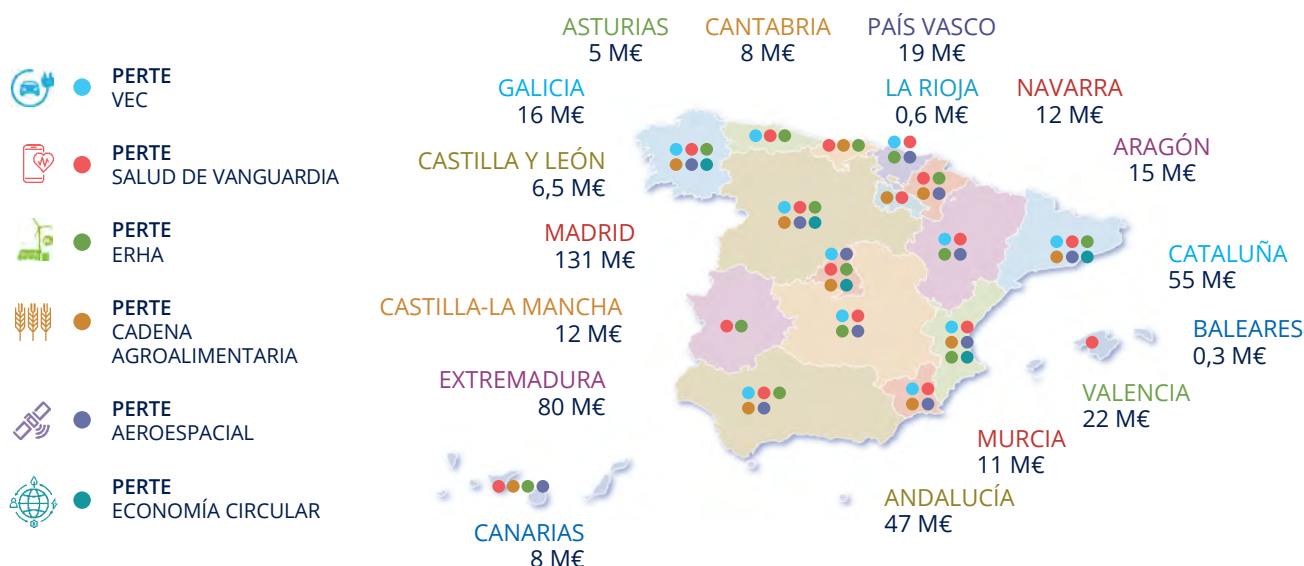 PERTE
VEC
PERTE
SALUD DE VANGUARDIA
PERTE
ERHA
PERTE
CADENA
AGROALIMENTARIA
PERTE
AEROESPACIAL
PERTE
ECONOMÍA CIRCULAR
ASTURIAS
5 M€
CANTABRIA
8 M€
PAÍS VASCO
19 M€
GALICIA
16 M€
LA RIOJA
0,6 M€
NAVARRA
12 M€
CASTILLA Y LEÓN
6,5 M€
ARAGÓN
15 M€
MADRID
131 M€
CATALUÑA
55 M€
CASTILLA-LA MANCHA
12 M€
BALEARES
0,3 M€
EXTREMADURA
80 M€
VALENCIA
22 M€
MURCIA
11 M€
ANDALUCÍA
47 M€
CANARIAS
8 M€